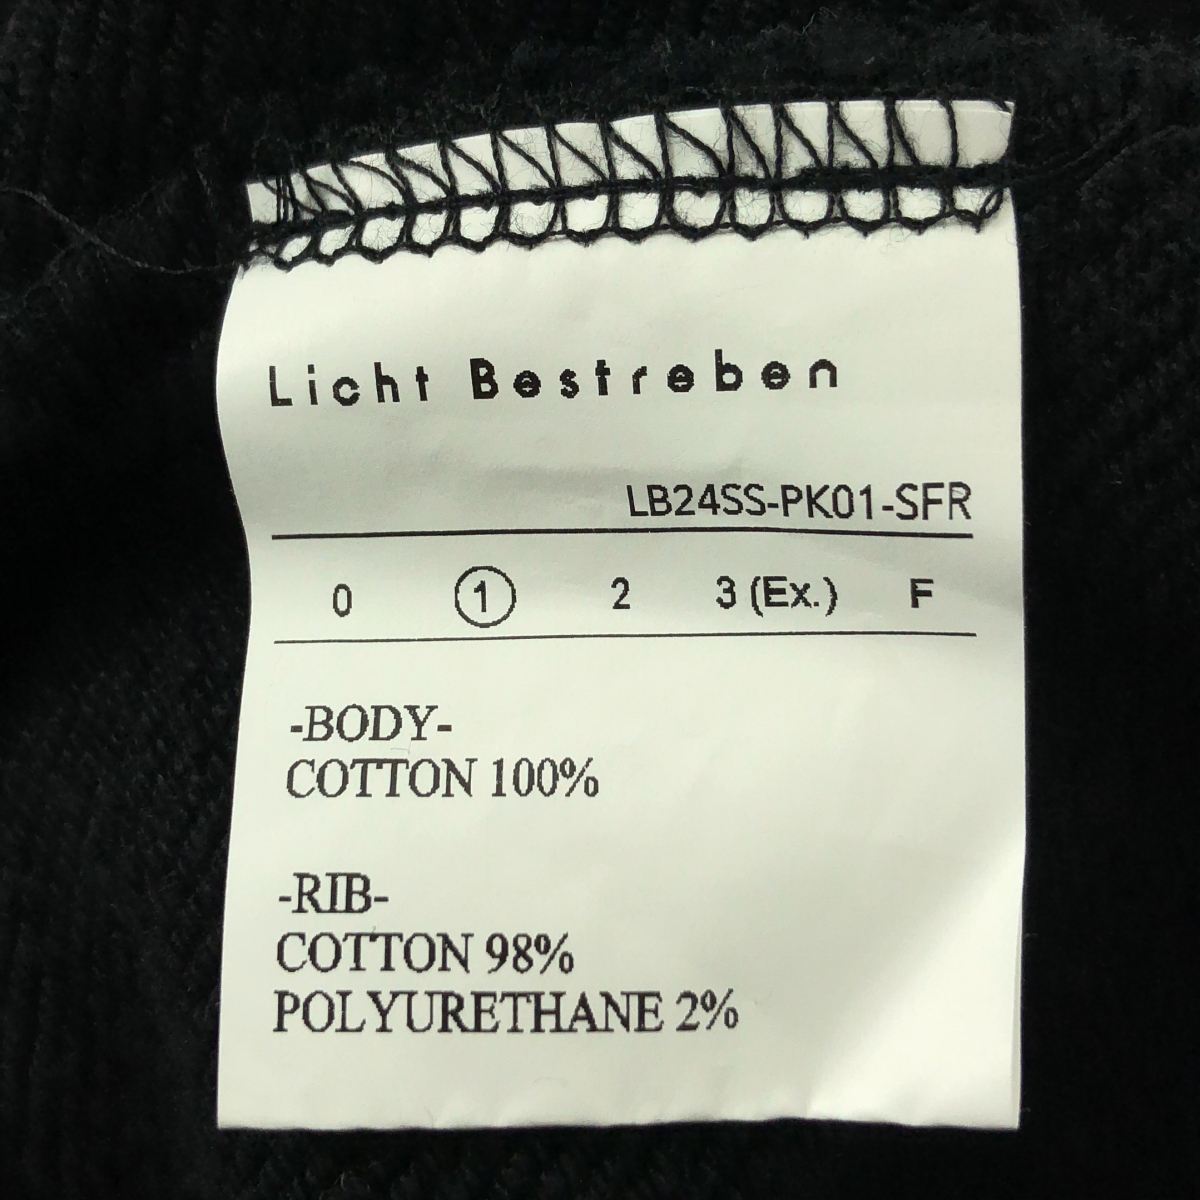 Licht Bestreben
LB24SS-PK01-SFR
0 1 2 3 (Ex.) F
-BODY-
COTTON 100%
-RIB-
COTTON 98%
POLYURETHANE 2%